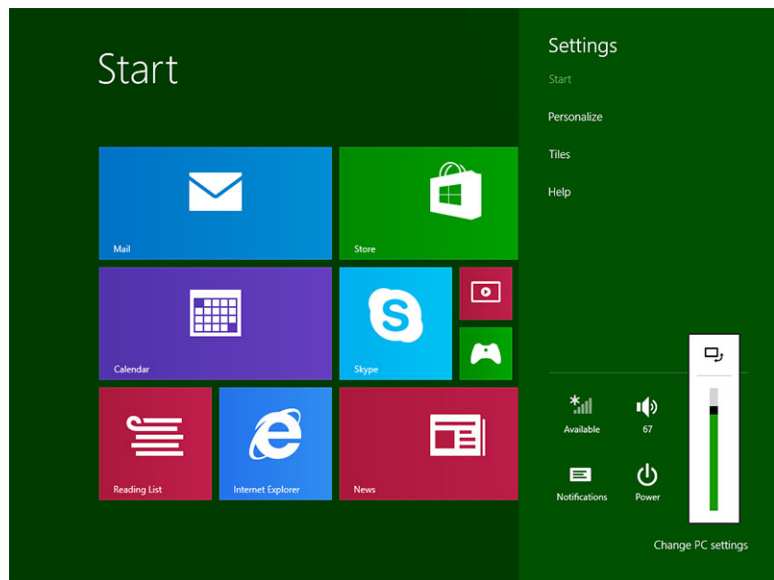 Start
Mail
Store
Calendar
Skype
Reading List
Internet Explorer
News
Settings
Start
Personalize
Tiles
Help
Available
67
Notifications
Power
Change PC settings